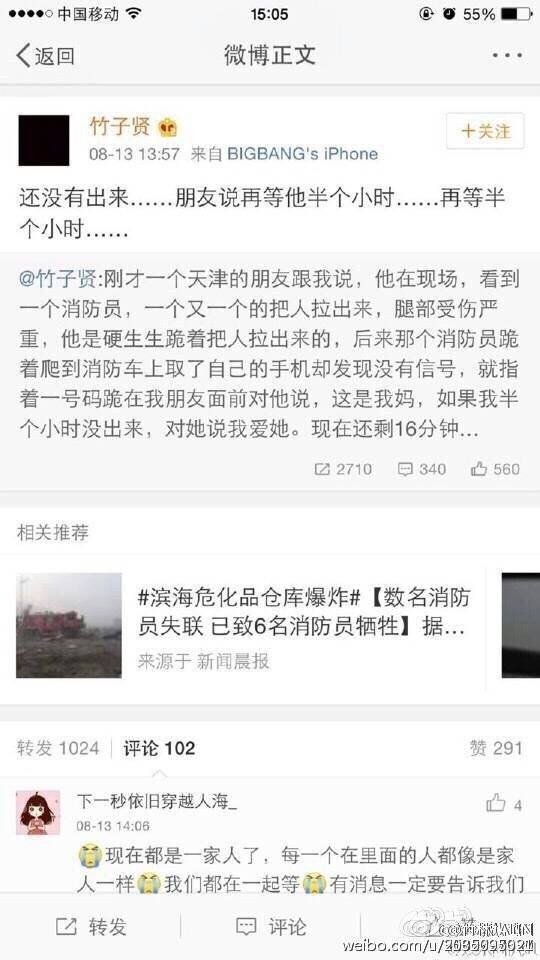 中国移动 15:05 55%
返回 微博正文
竹子贤
+关注
08-13 13:57 来自 BIGBANG's iPhone
还没有出来……朋友说再等他半个小时……再等半
个小时……
@竹子贤:刚才一个天津的朋友跟我说，他在现场，看到
一个消防员，一个又一个的把人拉出来，腿部受伤严
重，他是硬生生跪着把人拉出来的，后来那个消防员跪
着爬到消防车上取了自己的手机却发现没有信号，就指
着一号码跪在我朋友面前对他说，这是我妈，如果我半
个小时没出来，对她说我爱她。现在还剩16分钟...
2710 340 560
相关推荐
#滨海危化品仓库爆炸#【数名消防
员失联 已致6名消防员牺牲】据...
来源于 新闻晨报
转发 1024 评论 102 赞 291
下一秒依旧穿越人海_
4
08-13 14:06
现在都是一家人了，每一个在里面的人都像是家
人一样我们都在一起等有消息一定要告诉我们
转发 评论
weibo.com/u/